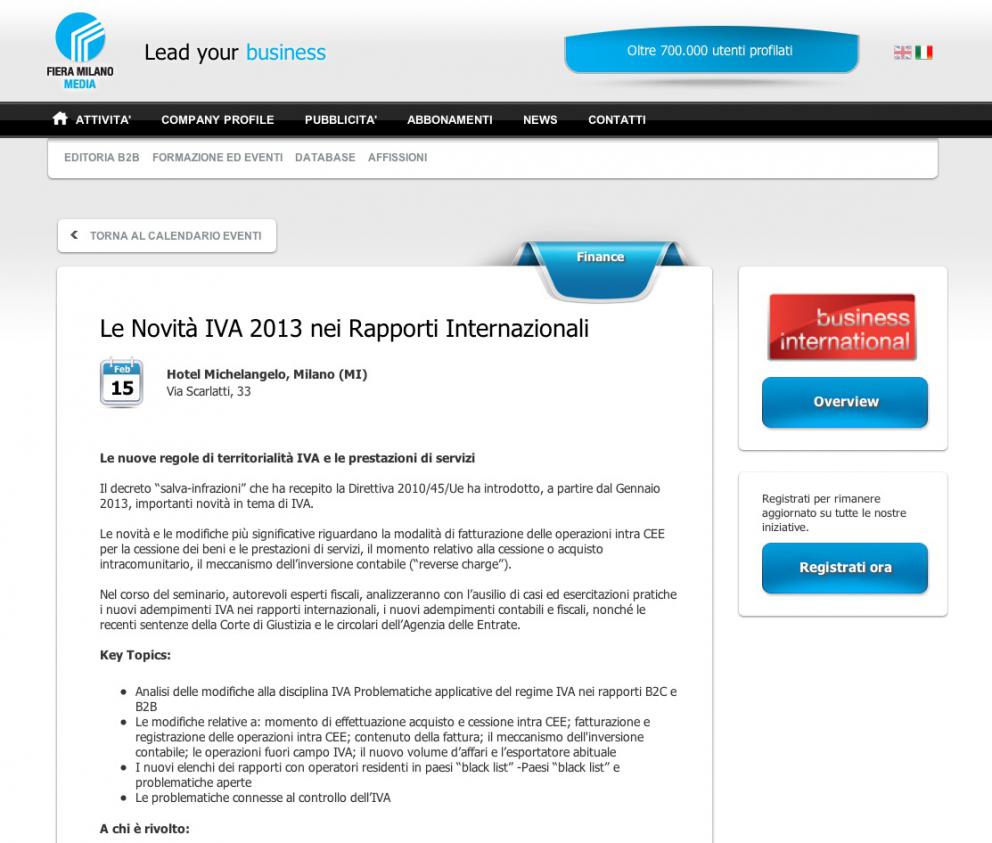 FIERA MILANO
MEDIA
Lead your business
Oltre 700.000 utenti profilati
ATTIVITA' COMPANY PROFILE PUBBLICITA' ABBONAMENTI NEWS CONTATTI
EDITORIA B2B FORMAZIONE ED EVENTI DATABASE AFFISSIONI
TORNA AL CALENDARIO EVENTI
Finance
Le Novità IVA 2013 nei Rapporti Internazionali
Feb
15
Hotel Michelangelo, Milano (MI)
Via Scarlatti, 33
Le nuove regole di territorialità IVA e le prestazioni di servizi
Il decreto “salva-infrazioni” che ha recepito la Direttiva 2010/45/Ue ha introdotto, a partire dal Gennaio
2013, importanti novità in tema di IVA.
Le novità e le modifiche più significative riguardano la modalità di fatturazione delle operazioni intra CEE
per la cessione dei beni e le prestazioni di servizi, il momento relativo alla cessione o acquisto
intracomunitario, il meccanismo dell’inversione contabile (“reverse charge”).
Nel corso del seminario, autorevoli esperti fiscali, analizzeranno con l’ausilio di casi ed esercitazioni pratiche
i nuovi adempimenti IVA nei rapporti internazionali, i nuovi adempimenti contabili e fiscali, nonché le
recenti sentenze della Corte di Giustizia e le circolari dell’Agenzia delle Entrate.
Key Topics:
• Analisi delle modifiche alla disciplina IVA Problematiche applicative del regime IVA nei rapporti B2C e
B2B
• Le modifiche relative a: momento di effettuazione acquisto e cessione intra CEE; fatturazione e
registrazione delle operazioni intra CEE; contenuto della fattura; il meccanismo dell'inversione
contabile; le operazioni fuori campo IVA; il nuovo volume d’affari e l’esportatore abituale
• I nuovi elenchi dei rapporti con operatori residenti in paesi “black list” -Paesi “black list” e
problematiche aperte
• Le problematiche connesse al controllo dell’IVA
A chi è rivolto:
business
international
Overview
Registrati per rimanere
aggiornato su tutte le nostre
iniziative.
Registrati ora